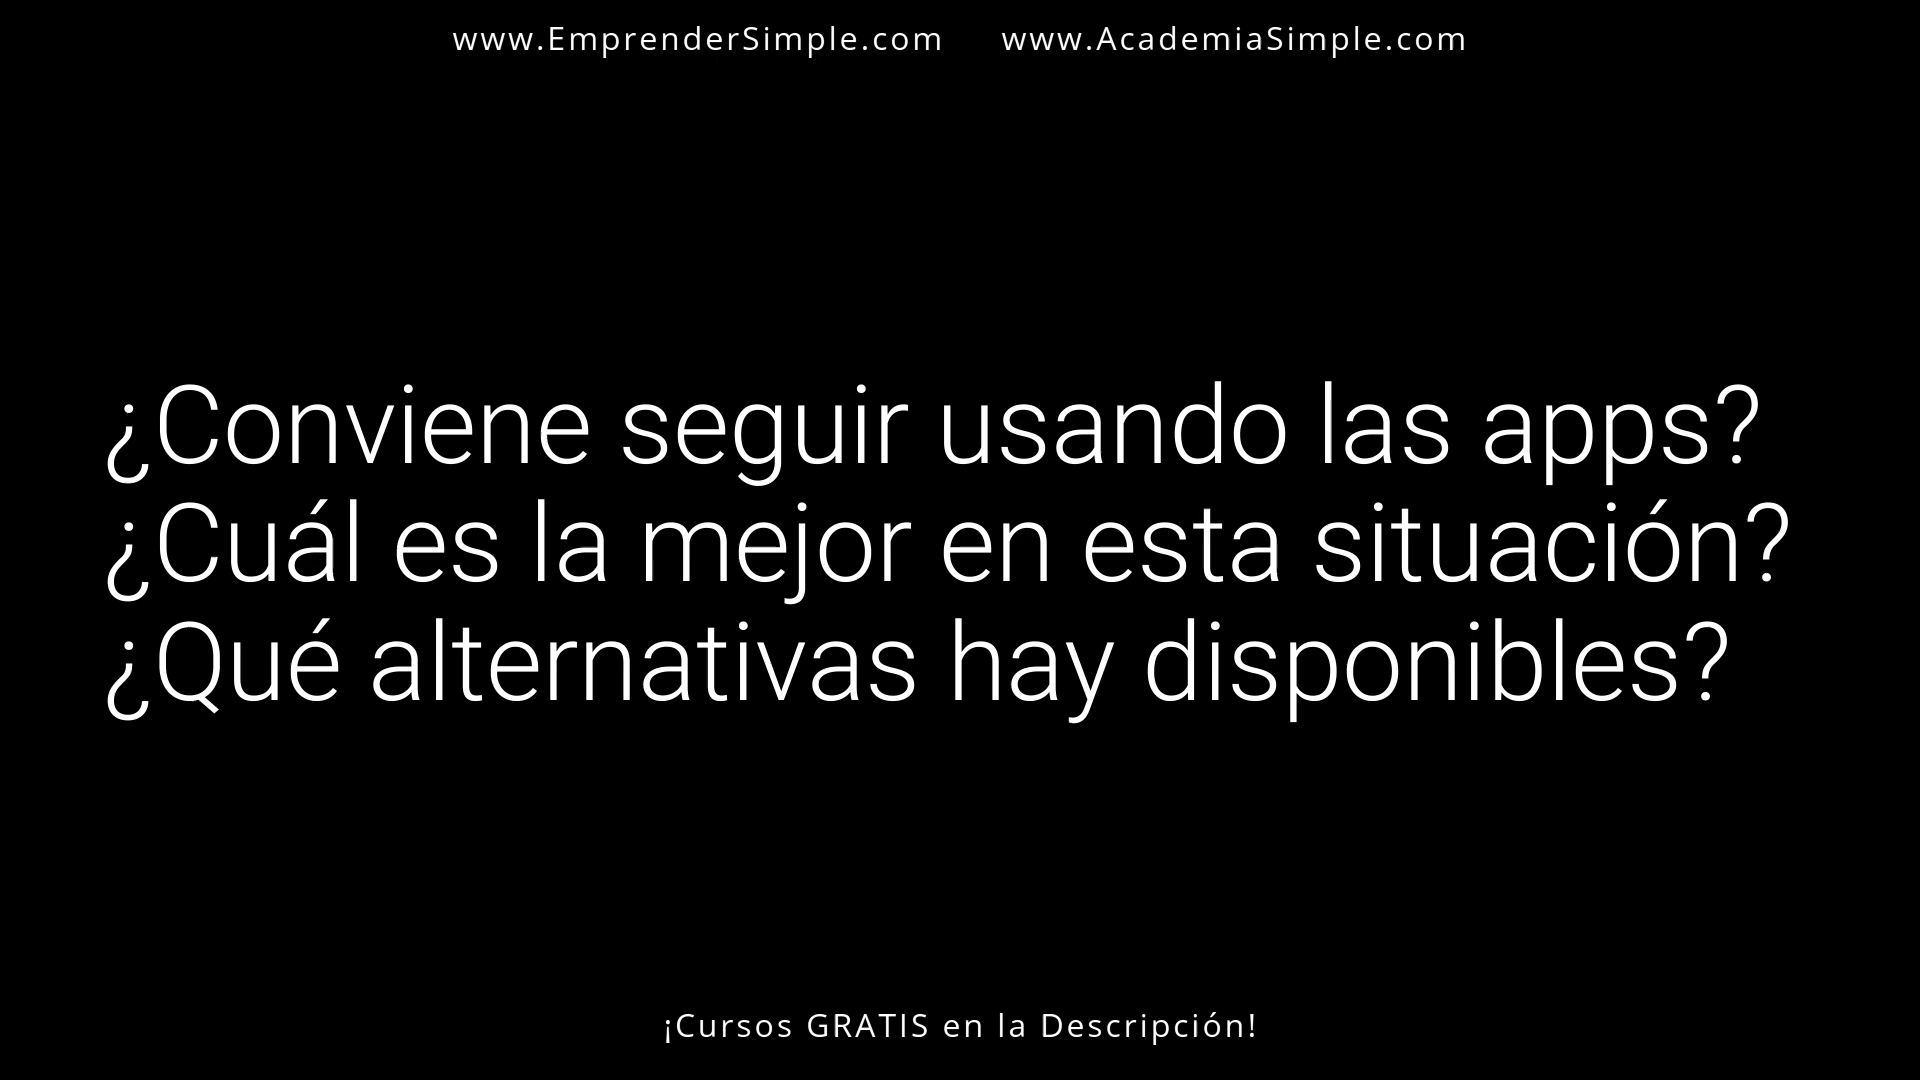 www.EmprenderSimple.com www.AcademiaSimple.com
¿Conviene seguir usando las apps?
¿Cuál es la mejor en esta situación?
¿Qué alternativas hay disponibles?
¡Cursos GRATIS en la Descripción!